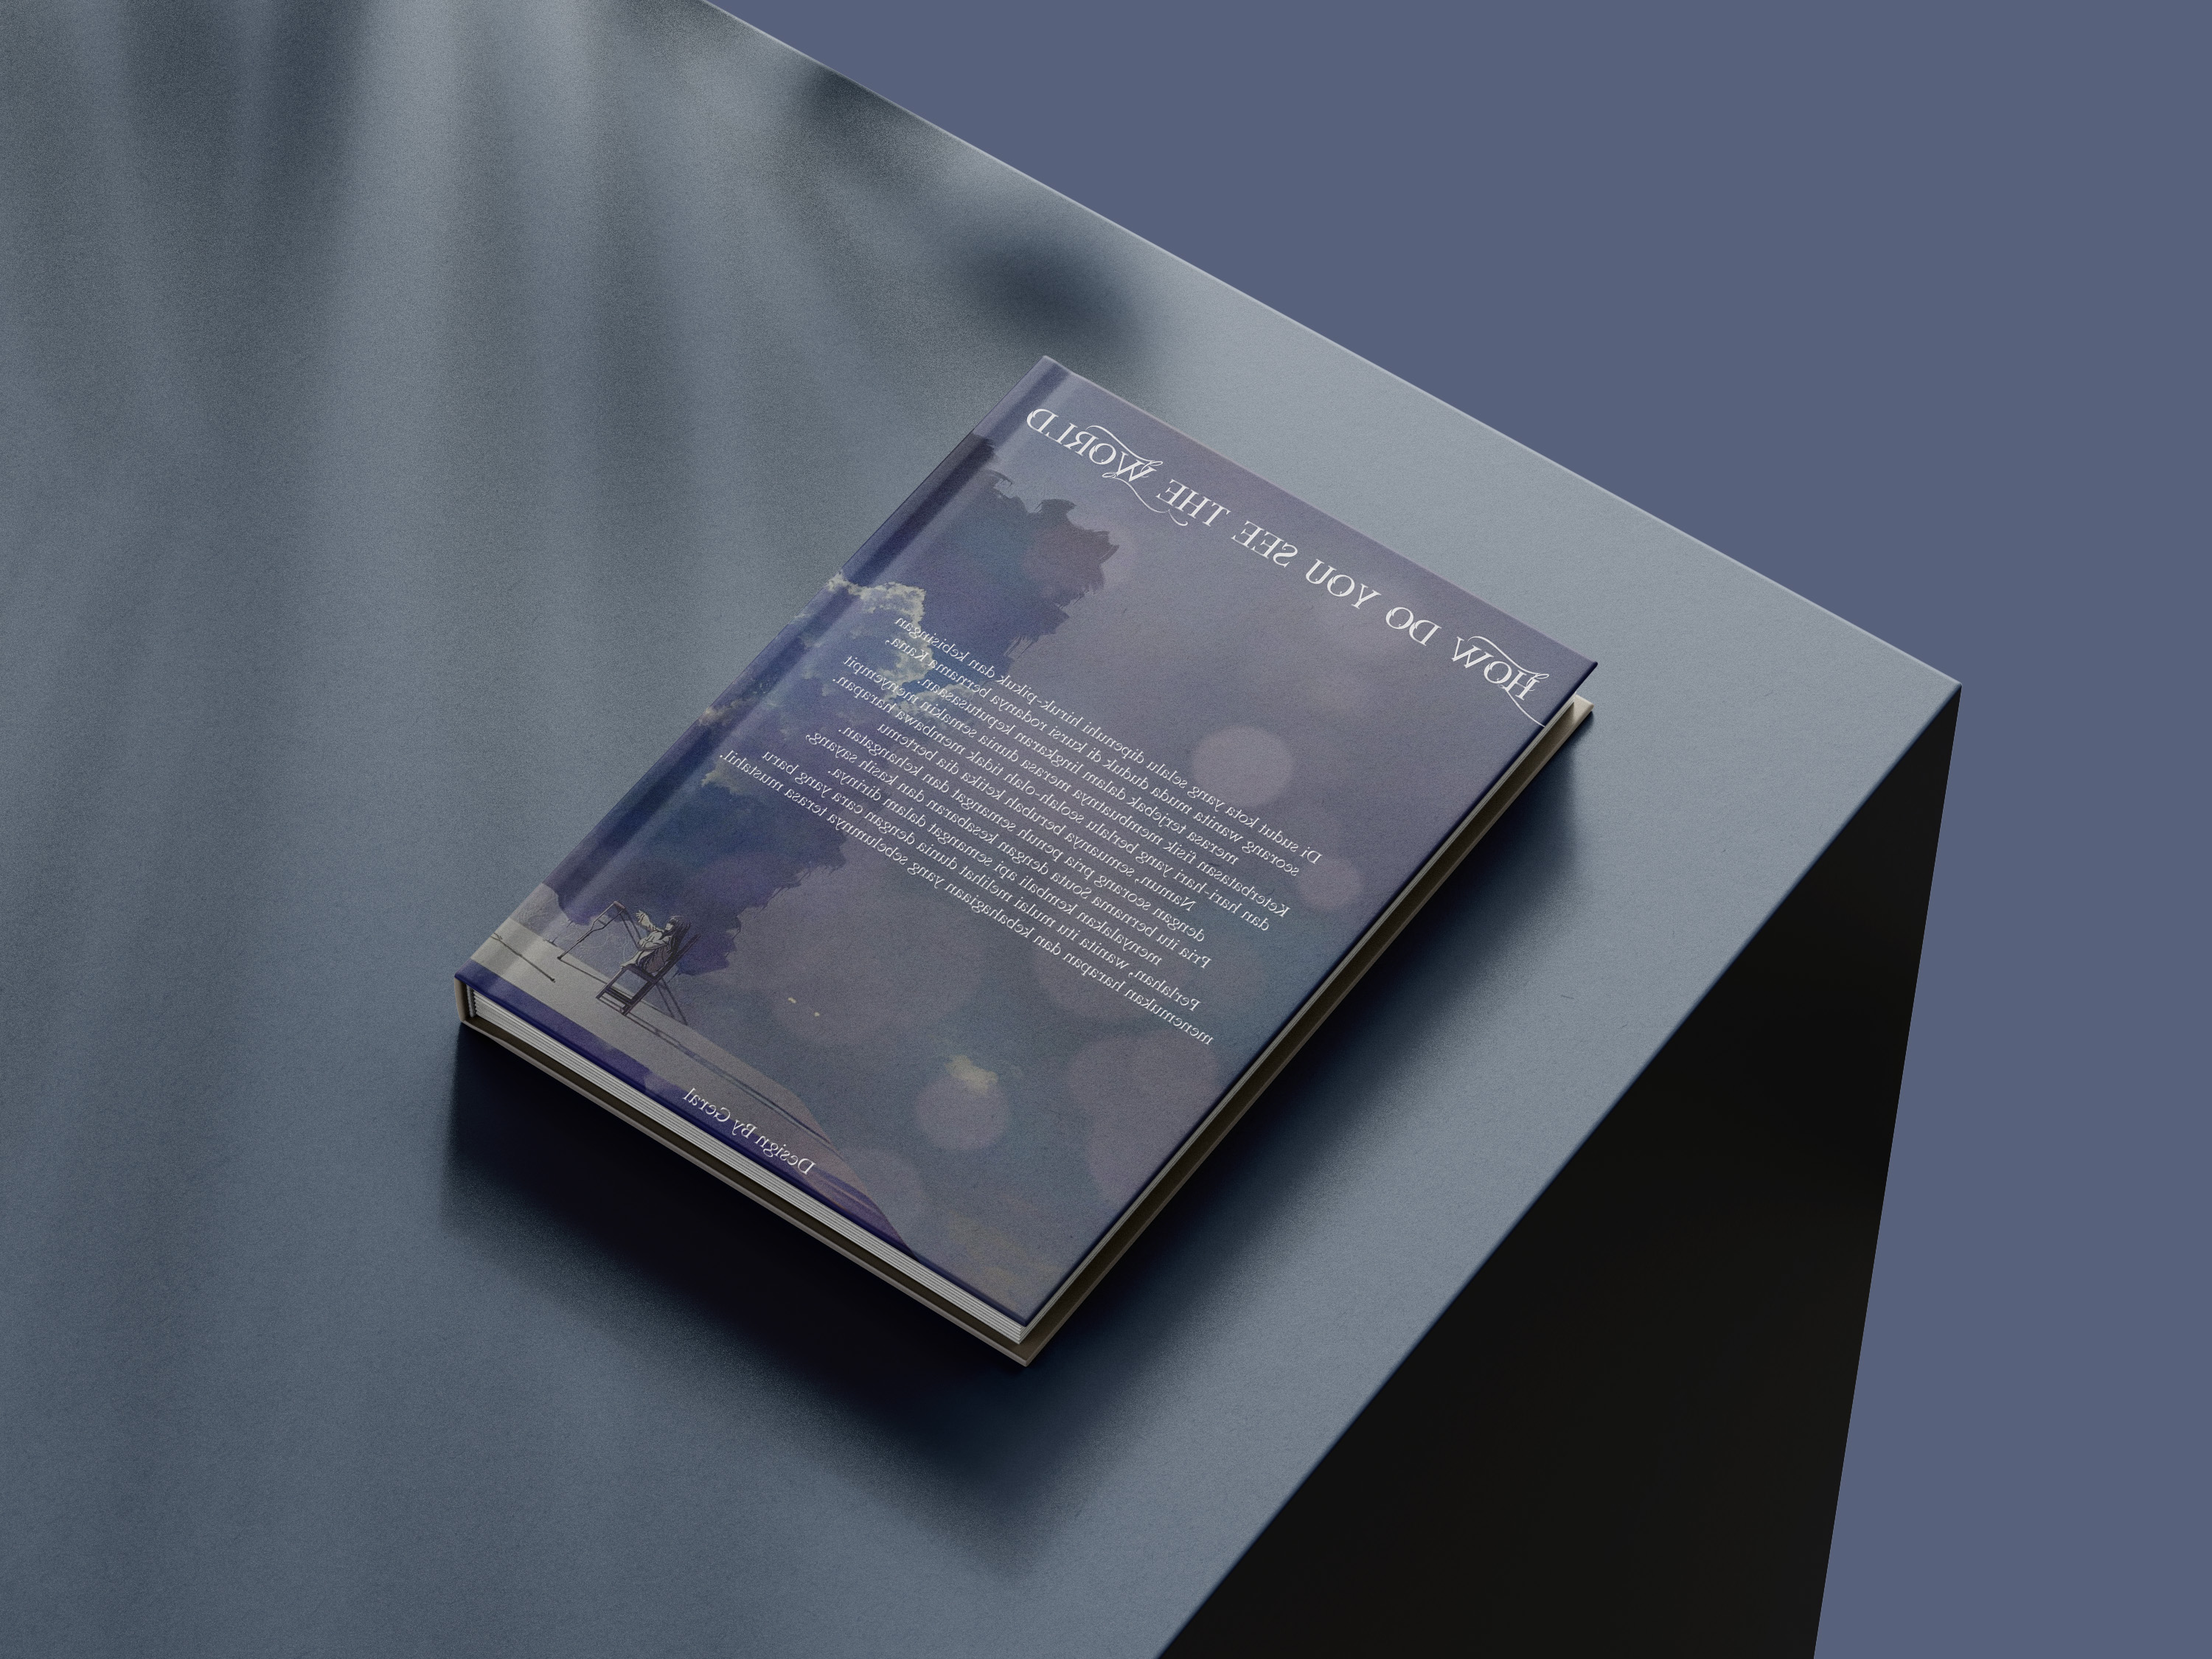 HOW DO YOU SEE THE WORLD
Di sudut kota yang selalu dipenuhi hiruk-pikuk dan kebisingan
seorang wanita muda duduk di kursi rodanya bernama Kana,
merasa terjebak dalam lingkaran keputusasaan.
Keterbatasan fisik membuatnya merasa dunia semakin menyempit
dan hari-hari yang berlalu seolah-olah tidak membawa harapan.
Namun, semuanya berubah ketika dia bertemu
dengan seorang pria penuh semangat dan kehangatan.
Pria itu bernama Souta dengan kesabaran dan kasih sayang,
menyalakan kembali api semangat dalam dirinya.
Perlahan, wanita itu mulai melihat dunia dengan cara yang baru
menemukan harapan dan kebahagiaan yang sebelumnya terasa mustahil.
Design By Geral